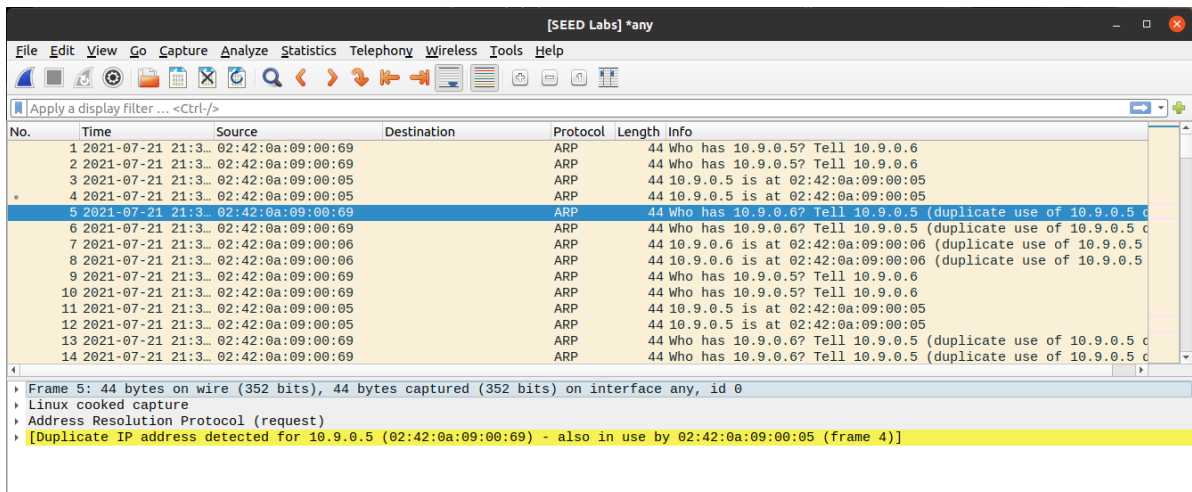 [SEED Labs] *any
File Edit View Go Capture Analyze Statistics Telephony Wireless Tools Help
Apply a display filter … <Ctrl-/>
No. Time Source Destination Protocol Length Info
1 2021-07-21 21:3… 02:42:0a:09:00:69 ARP 44 Who has 10.9.0.5? Tell 10.9.0.6
2 2021-07-21 21:3… 02:42:0a:09:00:69 ARP 44 Who has 10.9.0.5? Tell 10.9.0.6
3 2021-07-21 21:3… 02:42:0a:09:00:05 ARP 44 10.9.0.5 is at 02:42:0a:09:00:05
4 2021-07-21 21:3… 02:42:0a:09:00:05 ARP 44 10.9.0.5 is at 02:42:0a:09:00:05
5 2021-07-21 21:3… 02:42:0a:09:00:69 ARP 44 Who has 10.9.0.6? Tell 10.9.0.5 (duplicate use of 10.9.0.5 d
6 2021-07-21 21:3… 02:42:0a:09:00:69 ARP 44 Who has 10.9.0.6? Tell 10.9.0.5 (duplicate use of 10.9.0.5 d
7 2021-07-21 21:3… 02:42:0a:09:00:06 ARP 44 10.9.0.6 is at 02:42:0a:09:00:06 (duplicate use of 10.9.0.5
8 2021-07-21 21:3… 02:42:0a:09:00:06 ARP 44 10.9.0.6 is at 02:42:0a:09:00:06 (duplicate use of 10.9.0.5
9 2021-07-21 21:3… 02:42:0a:09:00:69 ARP 44 Who has 10.9.0.5? Tell 10.9.0.6
10 2021-07-21 21:3… 02:42:0a:09:00:69 ARP 44 Who has 10.9.0.5? Tell 10.9.0.6
11 2021-07-21 21:3… 02:42:0a:09:00:05 ARP 44 10.9.0.5 is at 02:42:0a:09:00:05
12 2021-07-21 21:3… 02:42:0a:09:00:05 ARP 44 10.9.0.5 is at 02:42:0a:09:00:05
13 2021-07-21 21:3… 02:42:0a:09:00:69 ARP 44 Who has 10.9.0.6? Tell 10.9.0.5 (duplicate use of 10.9.0.5 d
14 2021-07-21 21:3… 02:42:0a:09:00:69 ARP 44 Who has 10.9.0.6? Tell 10.9.0.5 (duplicate use of 10.9.0.5 d
Frame 5: 44 bytes on wire (352 bits), 44 bytes captured (352 bits) on interface any, id 0
Linux cooked capture
Address Resolution Protocol (request)
[Duplicate IP address detected for 10.9.0.5 (02:42:0a:09:00:69) - also in use by 02:42:0a:09:00:05 (frame 4)]